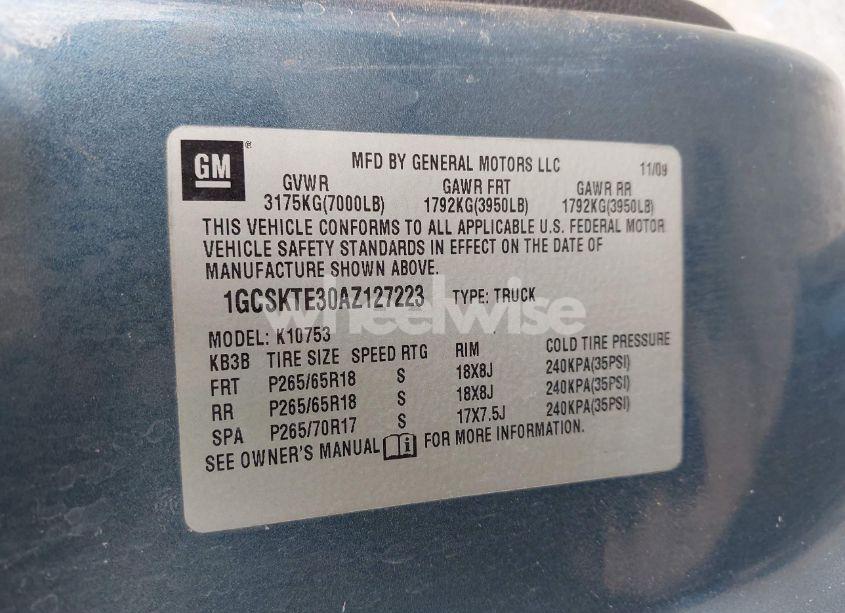 GM ®
MFD BY GENERAL MOTORS LLC 11/09
GVWR GAWR FRT GAWR RR
3175KG(7000LB) 1792KG(3950LB) 1792KG(3950LB)
THIS VEHICLE CONFORMS TO ALL APPLICABLE U.S. FEDERAL MOTOR
VEHICLE SAFETY STANDARDS IN EFFECT ON THE DATE OF
MANUFACTURE SHOWN ABOVE.
1GCSKTE30AZ127223 TYPE: TRUCK
wheelwise
MODEL: K10753
KB3B TIRE SIZE SPEED RTG RIM COLD TIRE PRESSURE
FRT P265/65R18 S 18X8J 240KPA(35PSI)
RR P265/65R18 S 18X8J 240KPA(35PSI)
SPA P265/70R17 S 17X7.5J 240KPA(35PSI)
SEE OWNER'S MANUAL i FOR MORE INFORMATION.